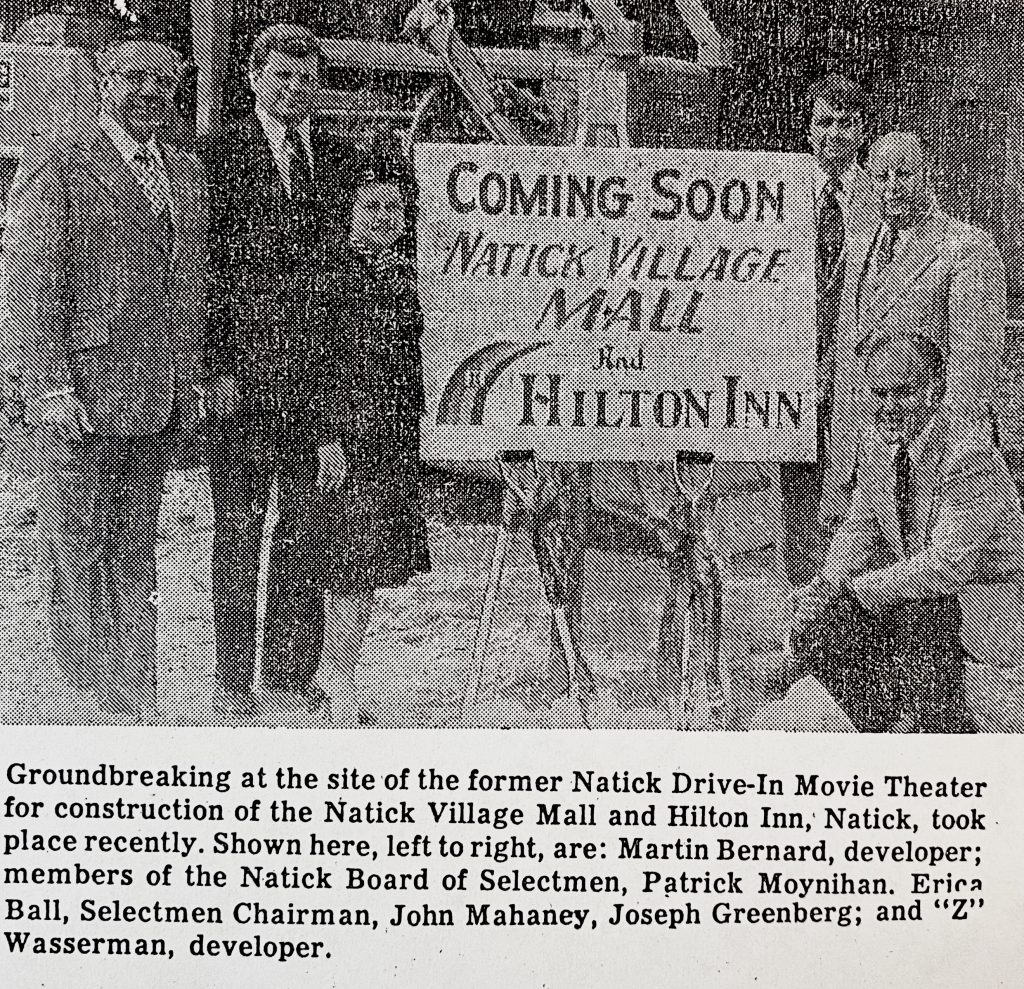 COMING SOON
NATICK VILLAGE
MALL
And
HILTON INN
Groundbreaking at the site of the former Natick Drive-In Movie Theater
for construction of the Natick Village Mall and Hilton Inn, Natick, took
place recently. Shown here, left to right, are: Martin Bernard, developer;
members of the Natick Board of Selectmen, Patrick Moynihan. Erica
Ball, Selectmen Chairman, John Mahaney, Joseph Greenberg; and “Z”
Wasserman, developer.